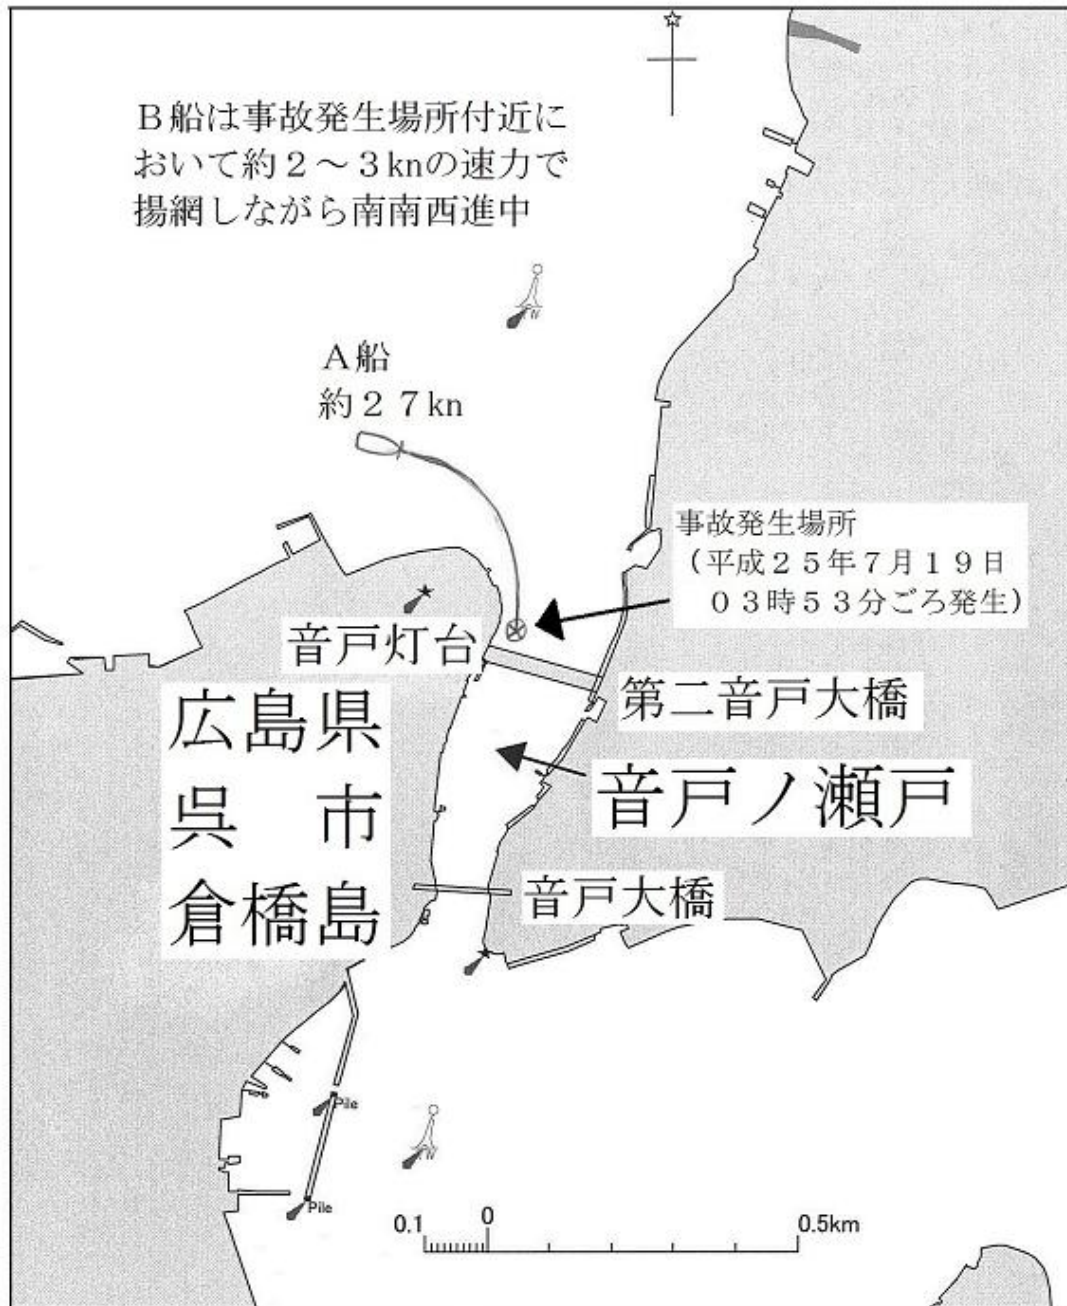 B船は事故発生場所付近に
おいて約2～3knの速力で
揚網しながら南南西進中
A船
約27kn
事故発生場所
（平成25年7月19日
03時53分ごろ発生）
音戸灯台
第二音戸大橋
広島県
呉市
倉橋島
音戸ノ瀬戸
音戸大橋
Pile
Pile
0.1 0 0.5km